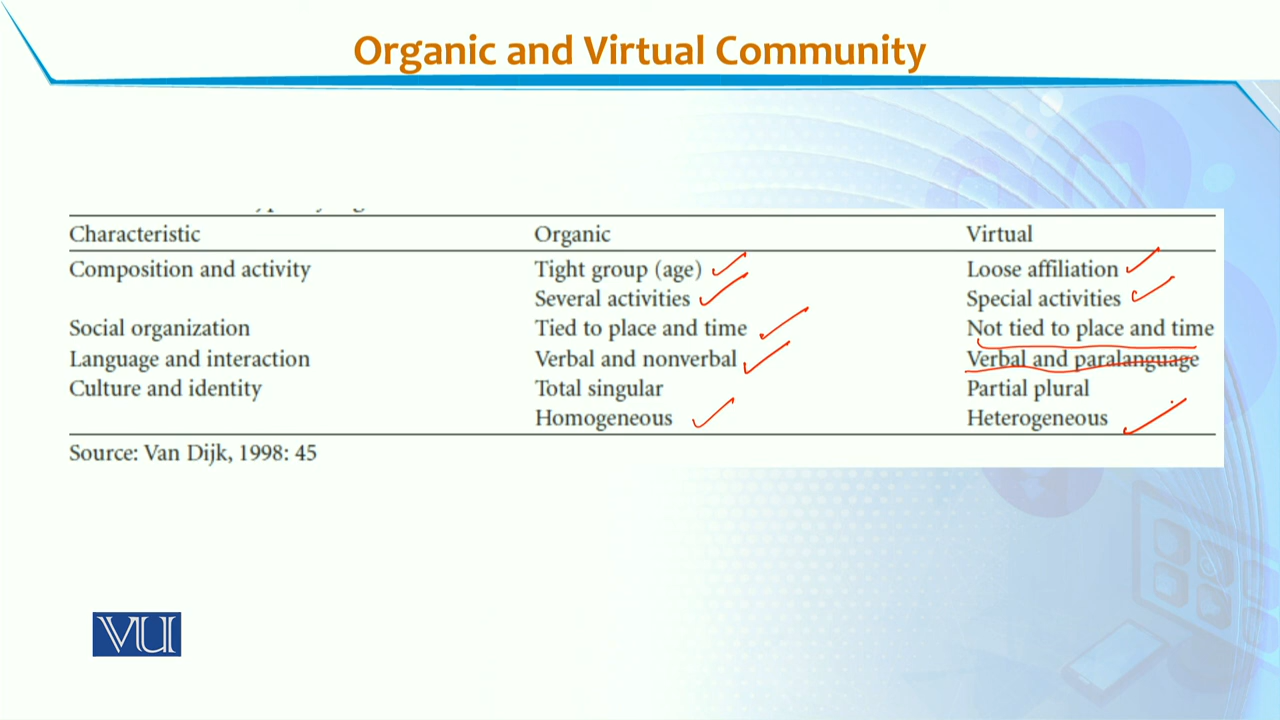 Organic and Virtual Community
Characteristic Organic Virtual
Composition and activity Tight group (age) Loose affiliation
Several activities Special activities
Social organization Tied to place and time Not tied to place and time
Language and interaction Verbal and nonverbal Verbal and paralanguage
Culture and identity Total singular Partial plural
Homogeneous Heterogeneous
Source: Van Dijk, 1998: 45
VU